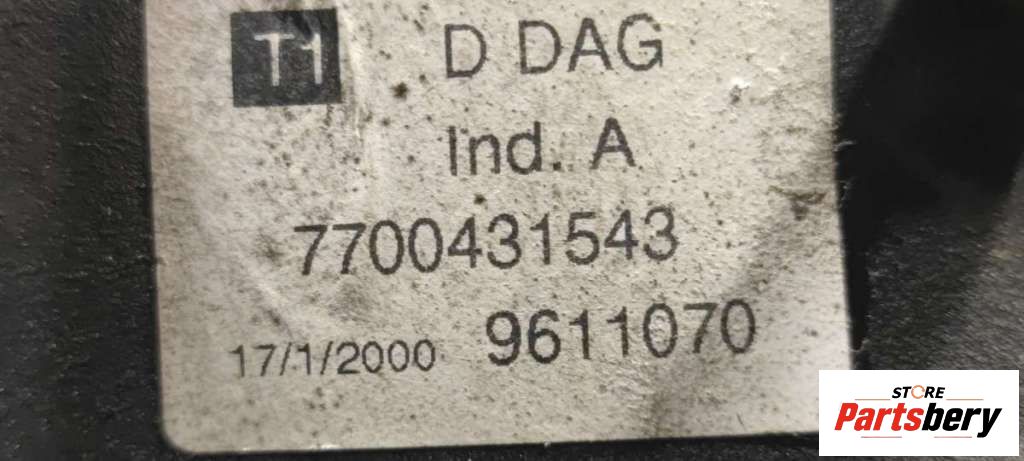 T1 D DAG
Ind. A
7700431543
17/1/2000 9611070
STORE
Partsbery